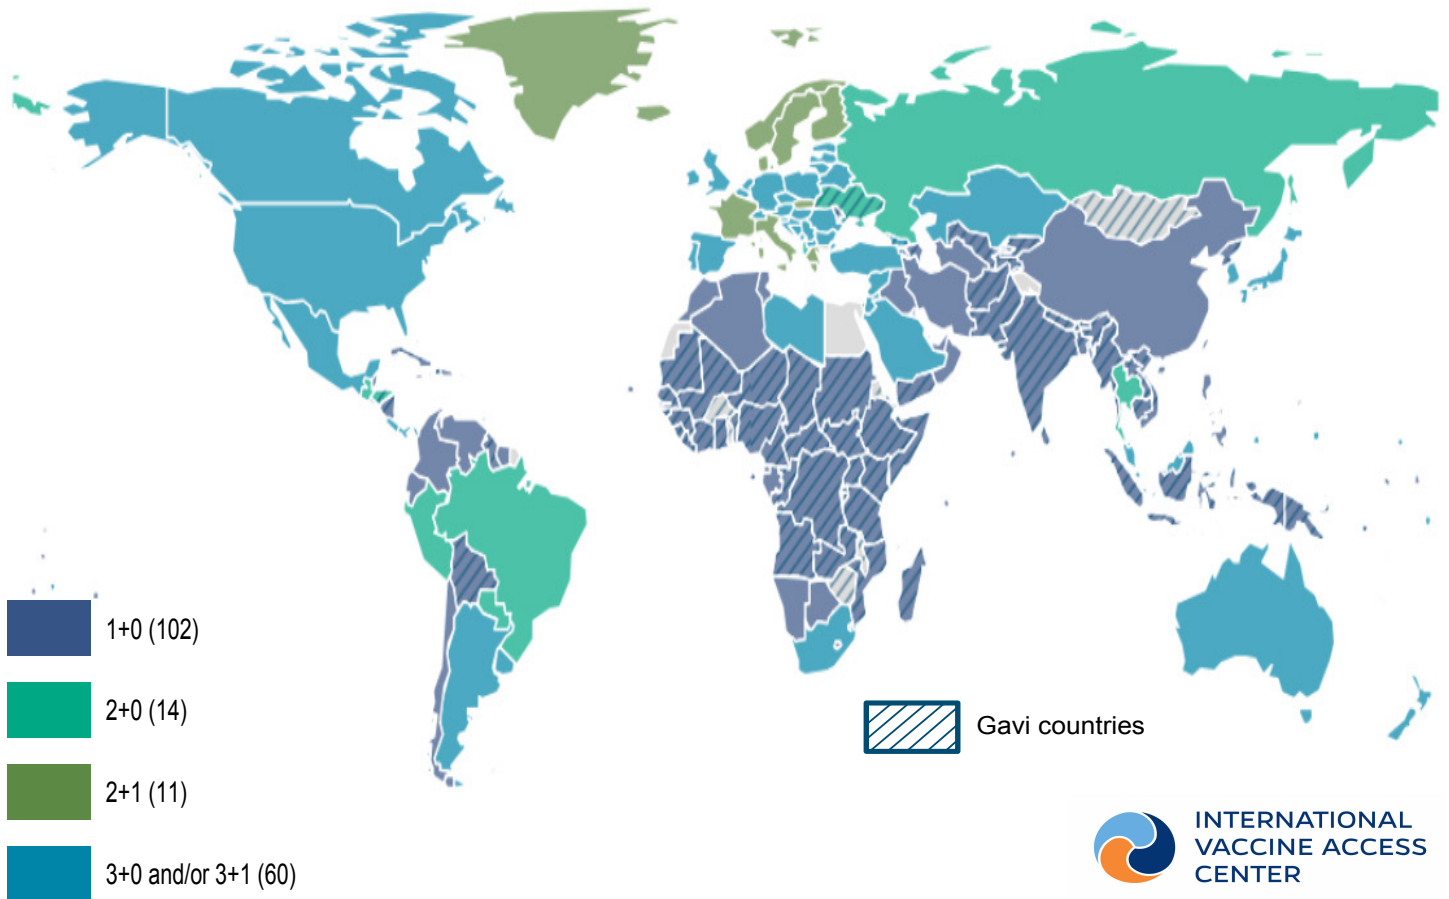 1+0 (102)
2+0 (14)
2+1 (11)
3+0 and/or 3+1 (60)
Gavi countries
INTERNATIONAL
VACCINE ACCESS
CENTER